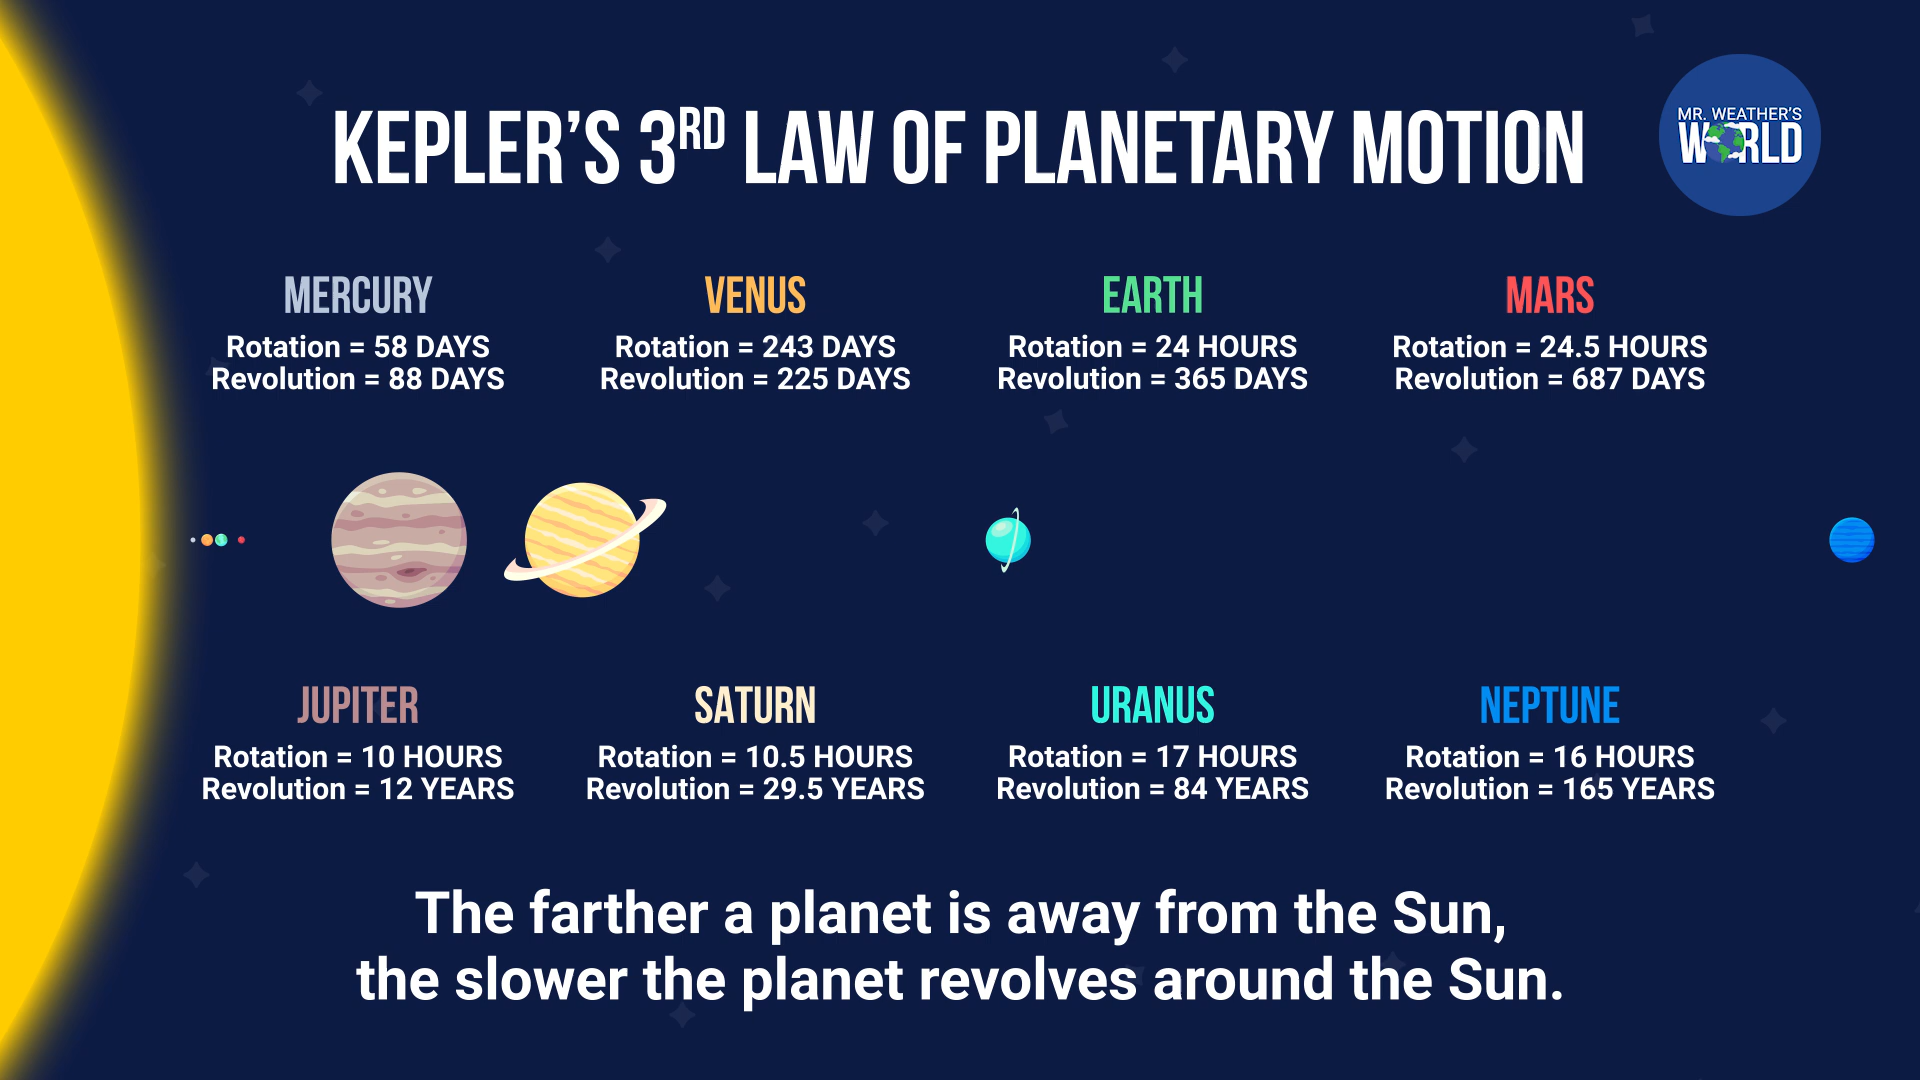 KEPLER'S 3RD LAW OF PLANETARY MOTION
MR. WEATHER'S
WORLD
MERCURY
Rotation = 58 DAYS
Revolution = 88 DAYS
VENUS
Rotation = 243 DAYS
Revolution = 225 DAYS
EARTH
Rotation = 24 HOURS
Revolution = 365 DAYS
MARS
Rotation = 24.5 HOURS
Revolution = 687 DAYS
JUPITER
Rotation = 10 HOURS
Revolution = 12 YEARS
SATURN
Rotation = 10.5 HOURS
Revolution = 29.5 YEARS
URANUS
Rotation = 17 HOURS
Revolution = 84 YEARS
NEPTUNE
Rotation = 16 HOURS
Revolution = 165 YEARS
The farther a planet is away from the Sun,
the slower the planet revolves around the Sun.